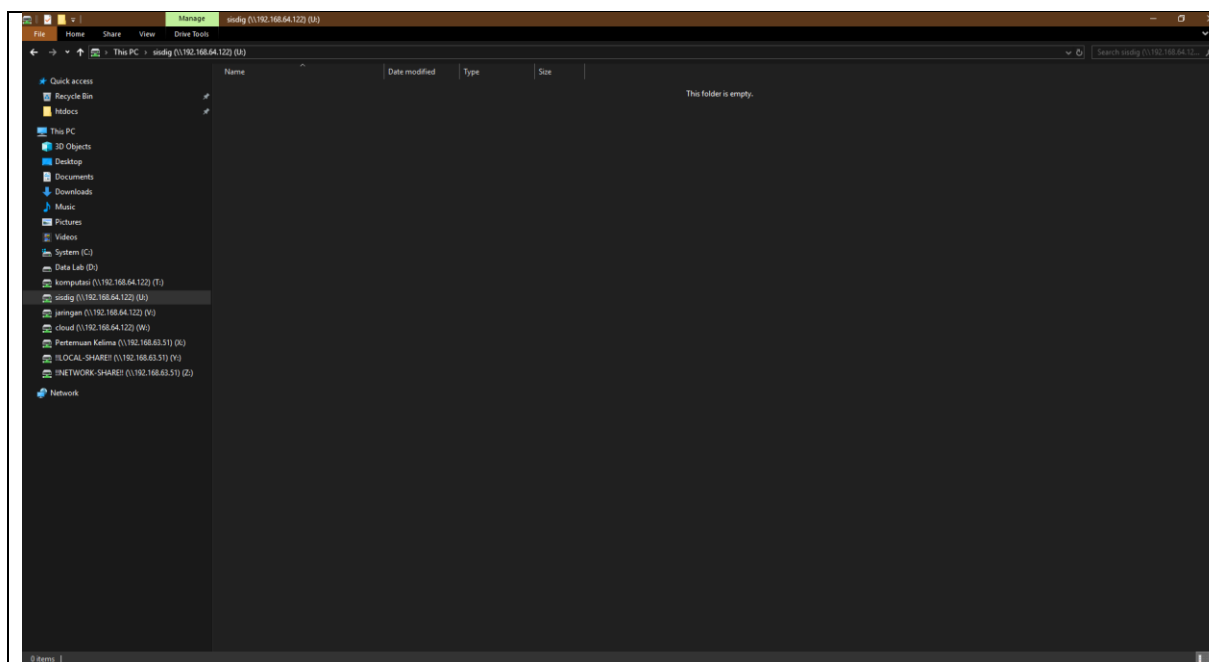 Manage sisdig (\\192.168.64.122) (U:)
File Home Share View Drive Tools
This PC › sisdig (\\192.168.64.122) (U:) Search sisdig (\\192.168.64.12...
Name Date modified Type Size
This folder is empty.
Quick access
Recycle Bin
htdocs
This PC
3D Objects
Desktop
Documents
Downloads
Music
Pictures
Videos
System (C:)
Data Lab (D:)
komputasi (\\192.168.64.122) (T:)
sisdig (\\192.168.64.122) (U:)
jaringan (\\192.168.64.122) (V:)
cloud (\\192.168.64.122) (W:)
Pertemuan Kelima (\\192.168.63.51) (X:)
!!LOCAL-SHARE!! (\\192.168.63.51) (Y:)
!!NETWORK-SHARE!! (\\192.168.63.51) (Z:)
Network
0 items